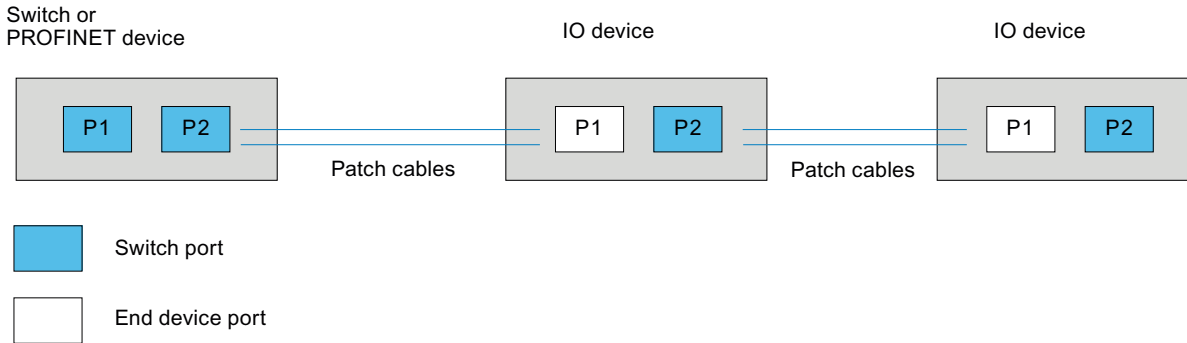 Switch or
PROFINET device
IO device
IO device
P1
P2
P1
P2
P1
P2
Patch cables
Patch cables
Switch port
End device port